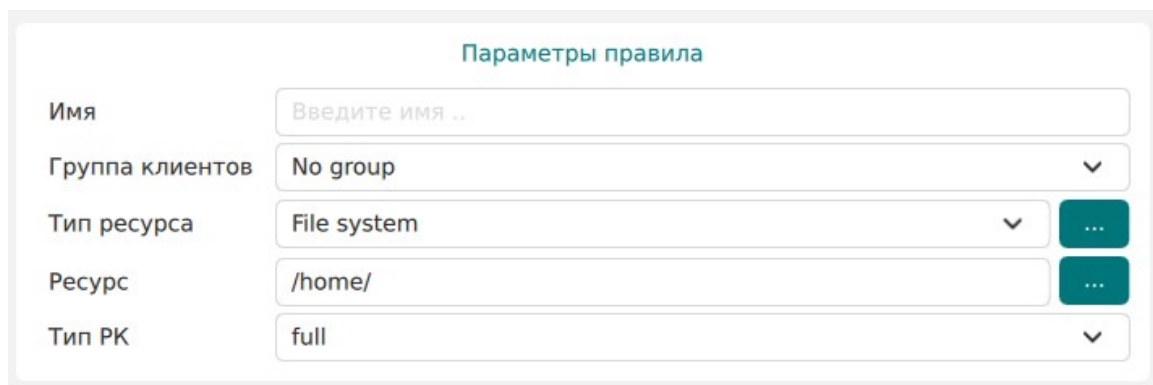 Параметры правила
Имя Введите имя ..
Группа клиентов No group
Тип ресурса File system ...
Ресурс /home/ ...
Тип РК full